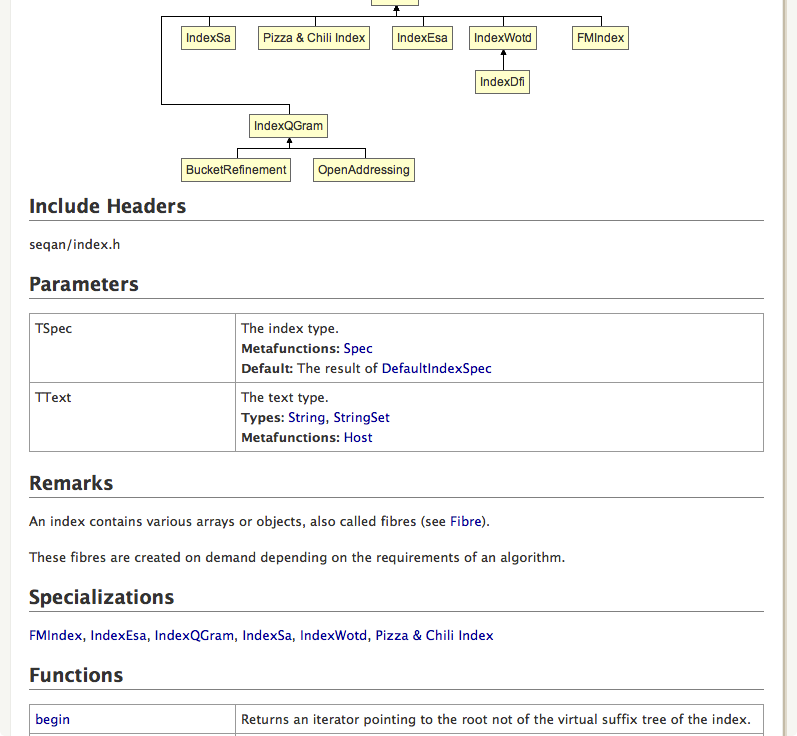 IndexSa
Pizza & Chili Index
IndexEsa
IndexWotd
FMIndex
IndexDfi
IndexQGram
BucketRefinement
OpenAddressing
Include Headers
seqan/index.h
Parameters
TSpec
The index type.
Metafunctions: Spec
Default: The result of DefaultIndexSpec
TText
The text type.
Types: String, StringSet
Metafunctions: Host
Remarks
An index contains various arrays or objects, also called fibres (see Fibre).
These fibres are created on demand depending on the requirements of an algorithm.
Specializations
FMIndex, IndexEsa, IndexQGram, IndexSa, IndexWotd, Pizza & Chili Index
Functions
begin
Returns an iterator pointing to the root not of the virtual suffix tree of the index.